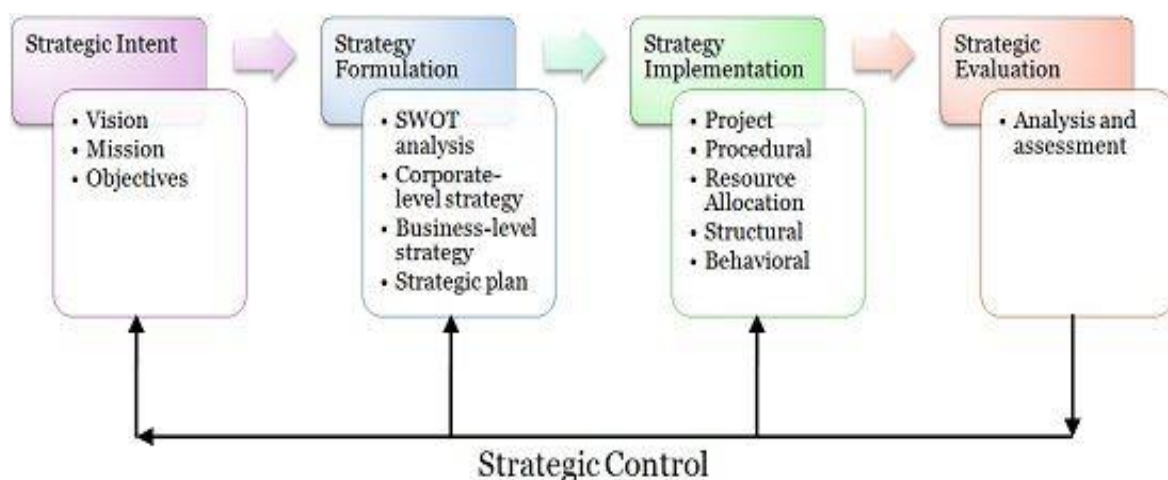 Strategic Intent
• Vision
• Mission
• Objectives
Strategy
Formulation
• SWOT
analysis
• Corporate-
level strategy
• Business-level
strategy
• Strategic plan
Strategy
Implementation
• Project
• Procedural
• Resource
Allocation
• Structural
• Behavioral
Strategic
Evaluation
• Analysis and
assessment
Strategic Control